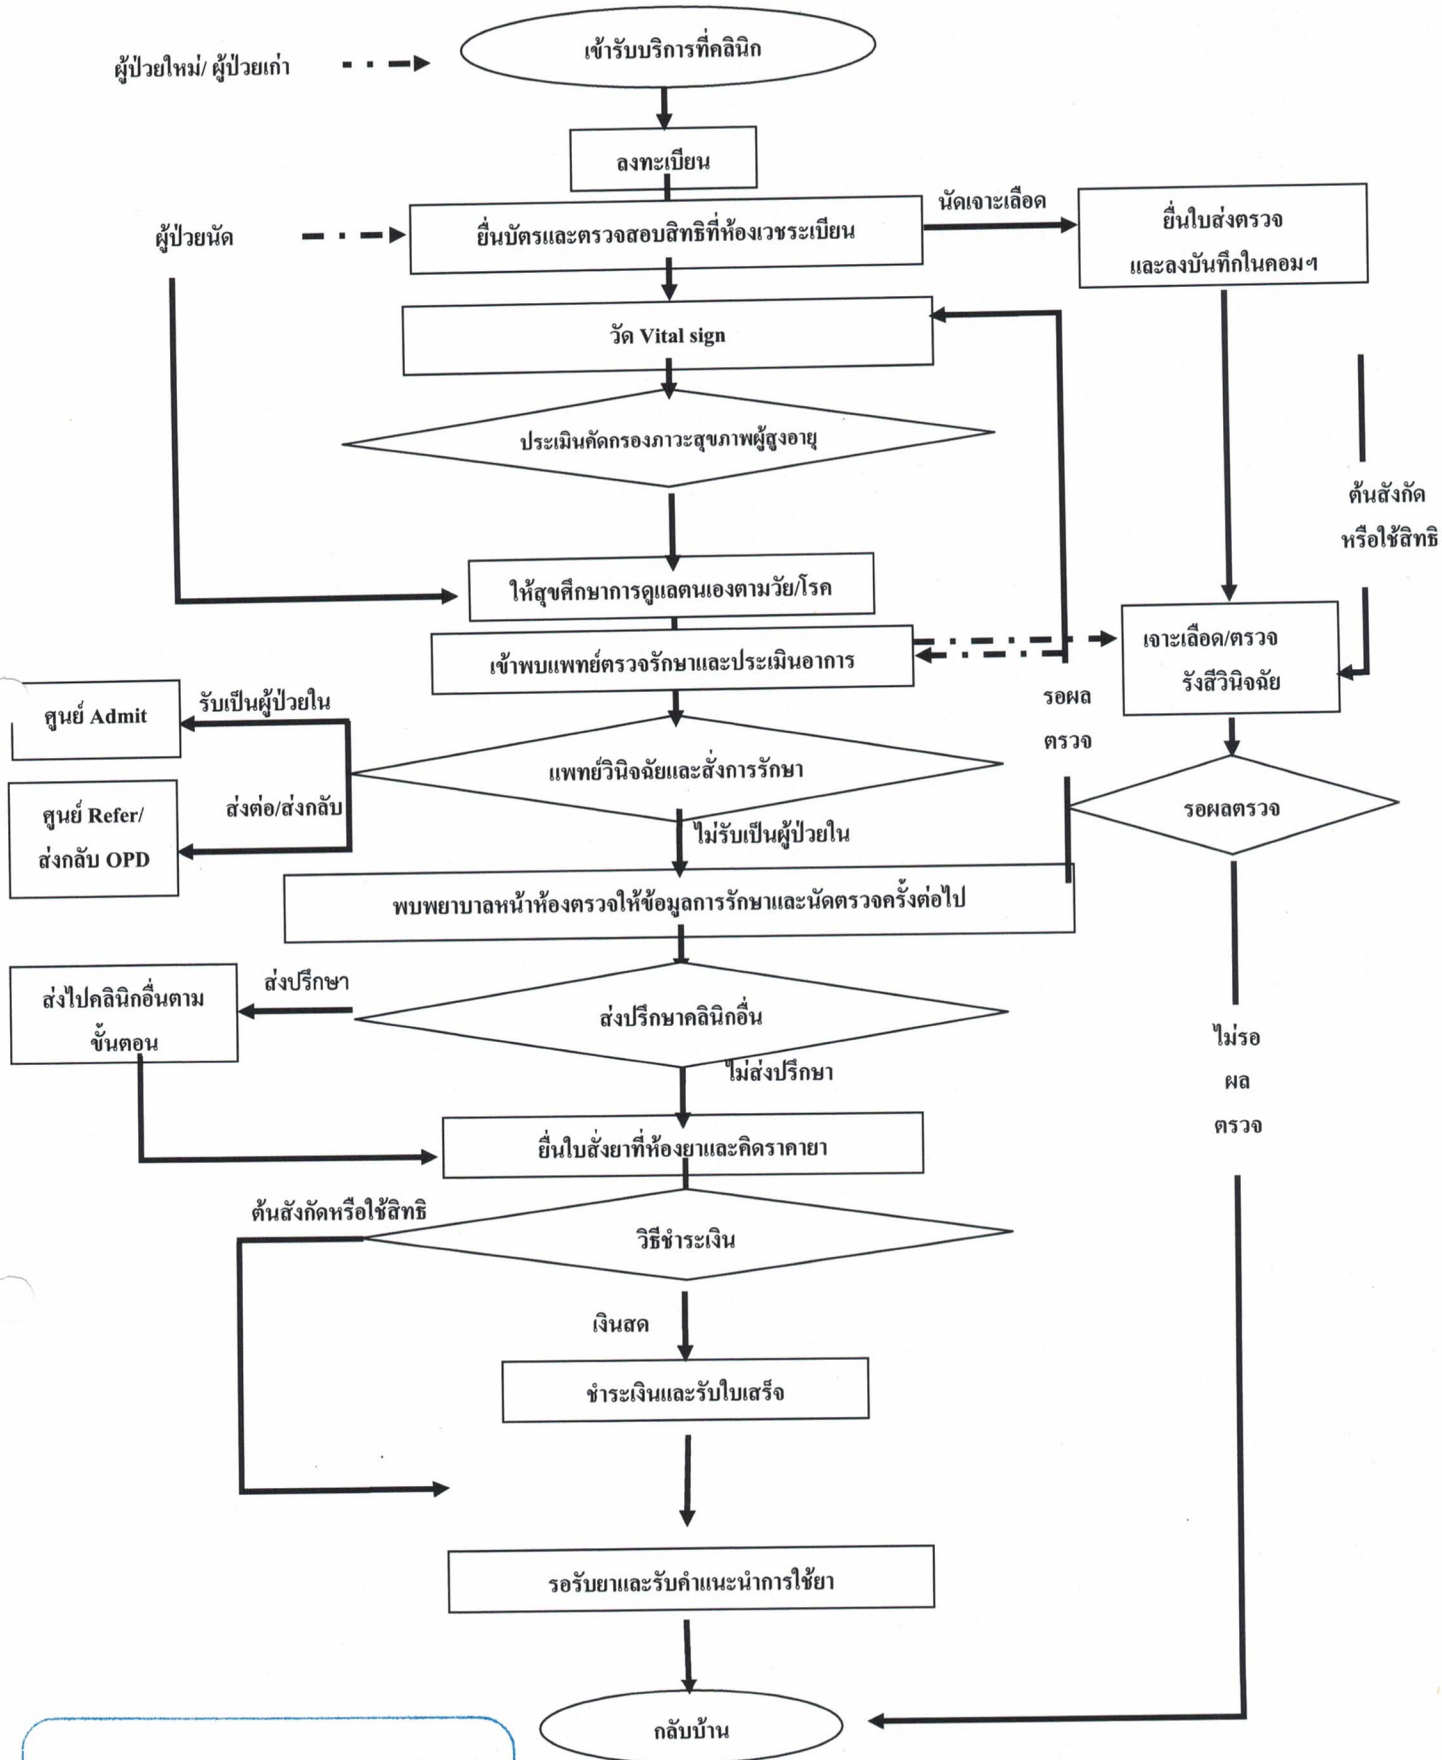 เข้ารับบริการที่คลินิก
ผู้ป่วยใหม่/ ผู้ป่วยเก่า
ลงทะเบียน
นัดเจาะเลือด
ยื่นบัตรและตรวจสอบสิทธิที่ห้องเวชระเบียน
ผู้ป่วยนัด
ยื่นใบส่งตรวจ
และลงบันทึกในคอมฯ
วัด Vital sign
ประเมินคัดกรองภาวะสุขภาพผู้สูงอายุ
ต้นสังกัด
หรือใช้สิทธิ
ให้สุขศึกษาการดูแลตนเองตามวัย/โรค
เข้าพบแพทย์ตรวจรักษาและประเมินอาการ
เจาะเลือด/ตรวจ
รังสีวินิจฉัย
รอผล
ตรวจ
รับเป็นผู้ป่วยใน
ศูนย์ Admit
แพทย์วินิจฉัยและสั่งการรักษา
รอผลตรวจ
ส่งต่อ/ส่งกลับ
ศูนย์ Refer/
ส่งกลับ OPD
ไม่รับเป็นผู้ป่วยใน
พบพยาบาลหน้าห้องตรวจให้ข้อมูลการรักษาและนัดตรวจครั้งต่อไป
ส่งปรึกษา
ส่งไปคลินิกอื่นตาม
ขั้นตอน
ส่งปรึกษาคลินิกอื่น
ไม่รอ
ผล
ตรวจ
ไม่ส่งปรึกษา
ยื่นใบสั่งยาที่ห้องยาและคิดราคายา
ต้นสังกัดหรือใช้สิทธิ
วิธีชำระเงิน
เงินสด
ชำระเงินและรับใบเสร็จ
รอรับยาและรับคำแนะนำการใช้ยา
กลับบ้าน